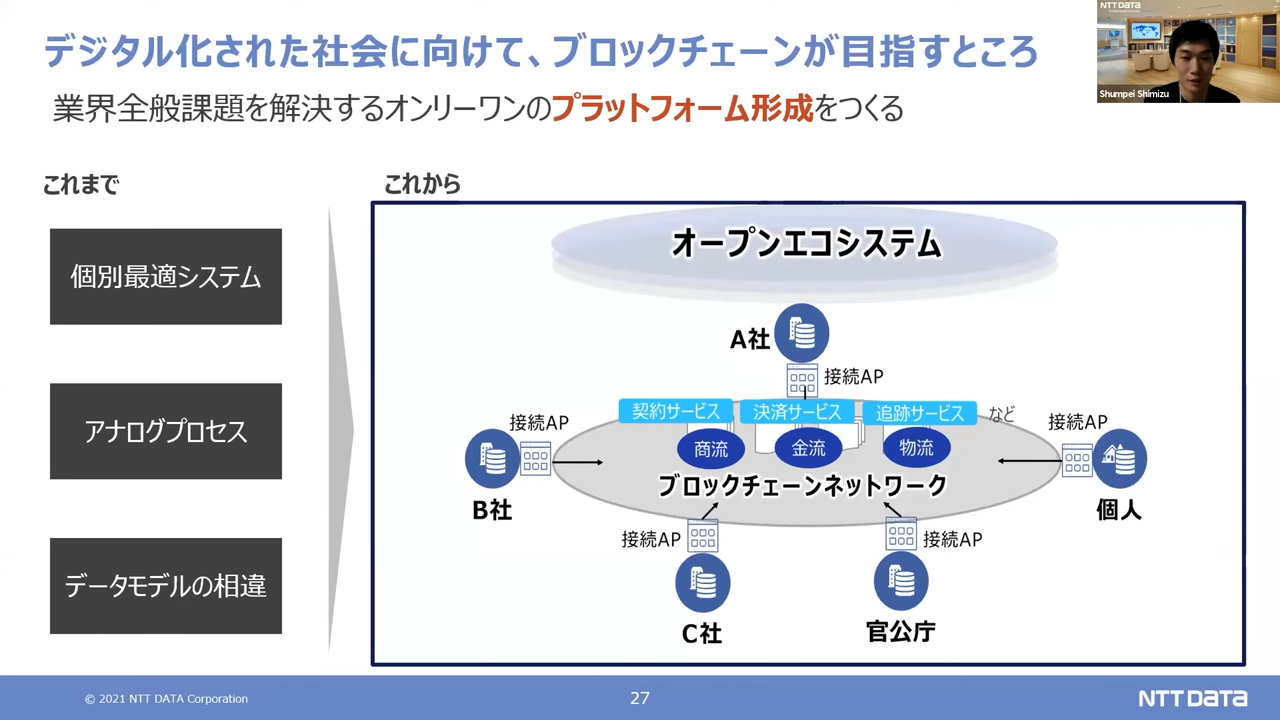 デジタル化された社会に向けて、ブロックチェーンが目指すところ
業界全般課題を解決するオンリーワンのプラットフォーム形成をつくる
NTT DATA
Shumpei Shimizu
これまで
個別最適システム
アナログプロセス
データモデルの相違
これから
オープンエコシステム
A社
接続AP
契約サービス 決済サービス 追跡サービス など
商流 金流 物流
ブロックチェーンネットワーク
接続AP
B社
接続AP
個人
接続AP
C社
接続AP
官公庁
© 2021 NTT DATA Corporation
27
NTT DATA